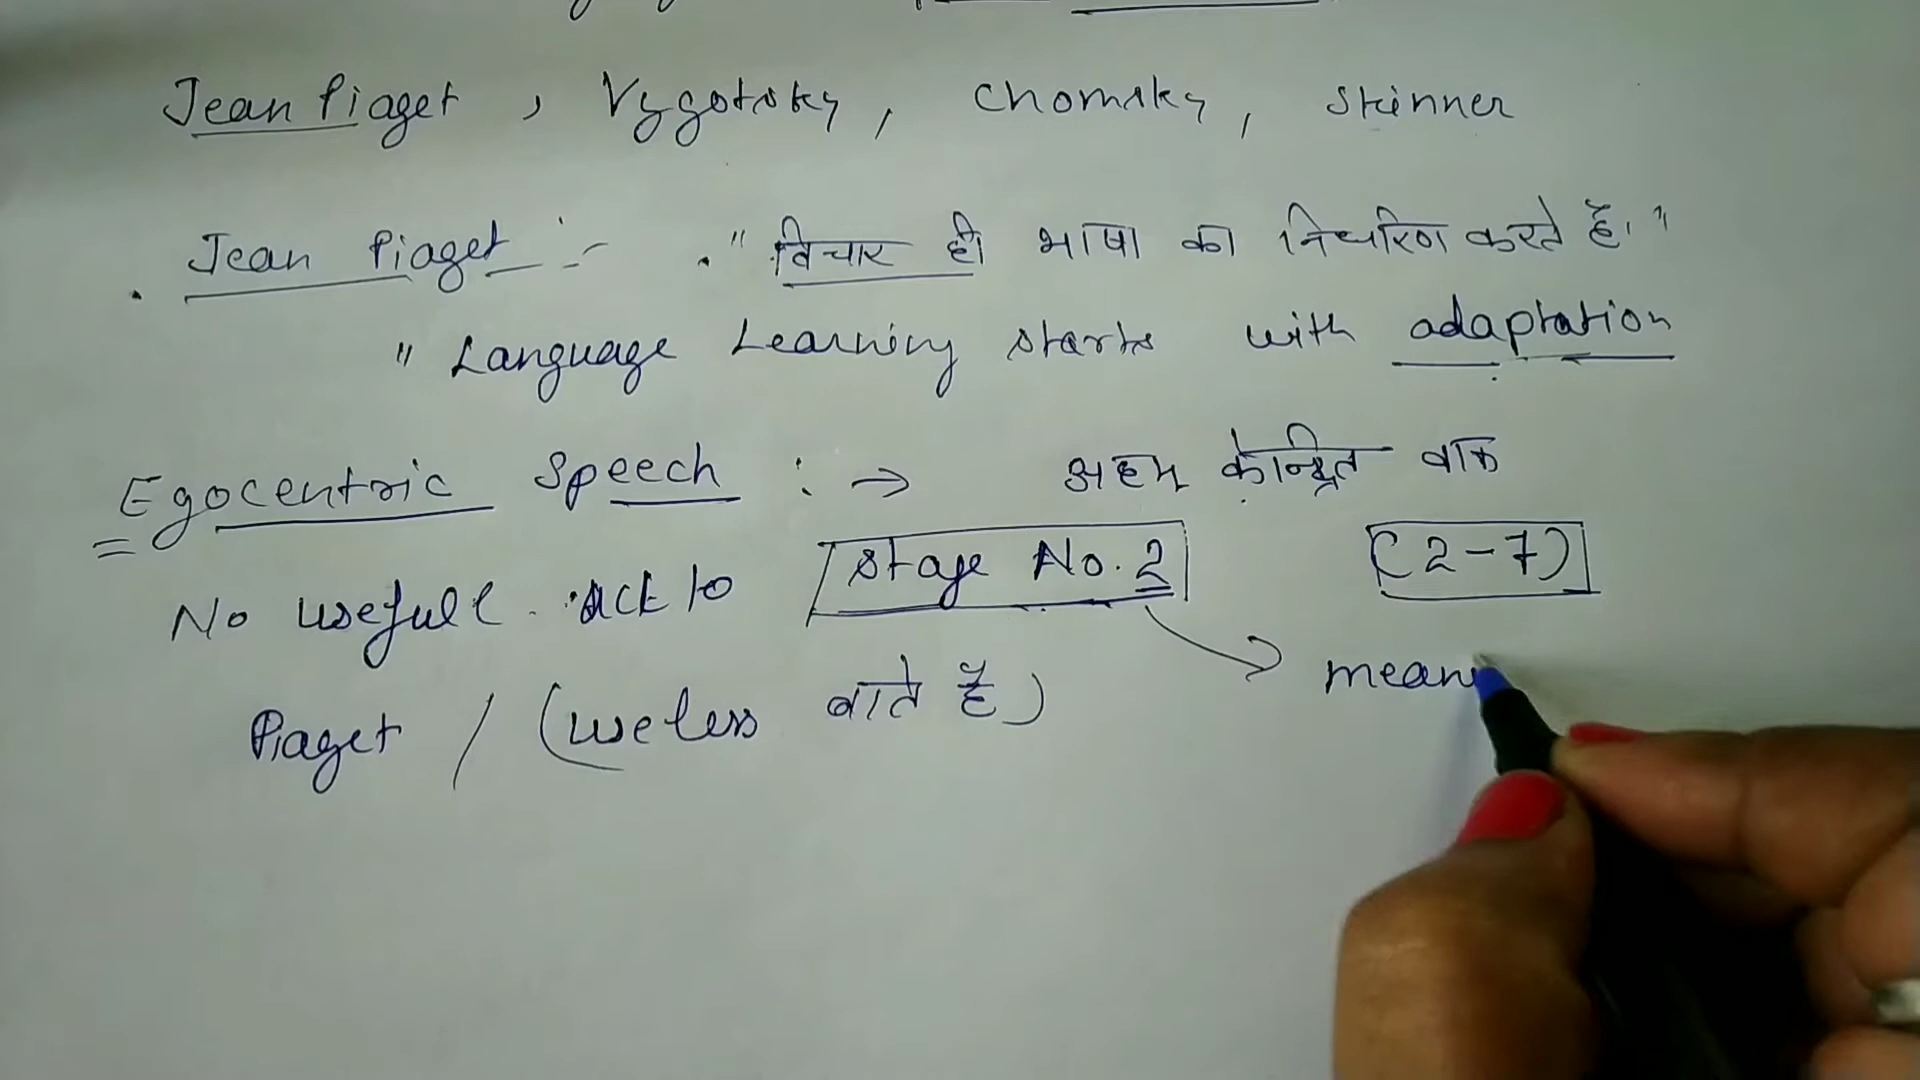 Jean Piaget , Vygotsky , Chomsky , Skinner
. Jean Piaget :- . " विचार ही भाषा का निर्धारण करते है। "
" Language Learning starts with adaptation
Egocentric Speech :→ अहम केन्द्रित वाक
No usefull ack to Stage No. 2 (2-7)
Piaget / (useless बाते है) mean